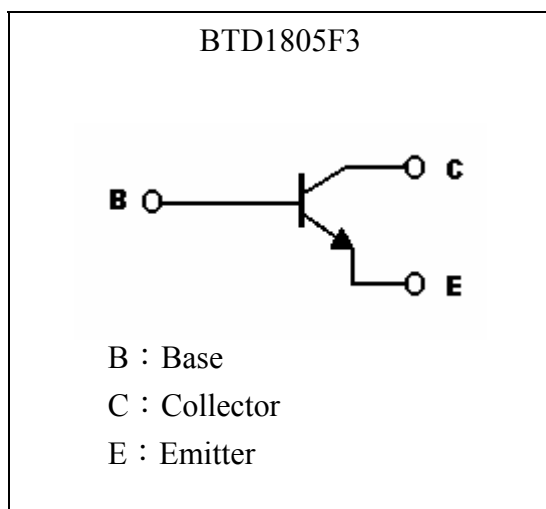 BTD1805F3
C
B
E
B：Base
C：Collector
E：Emitter